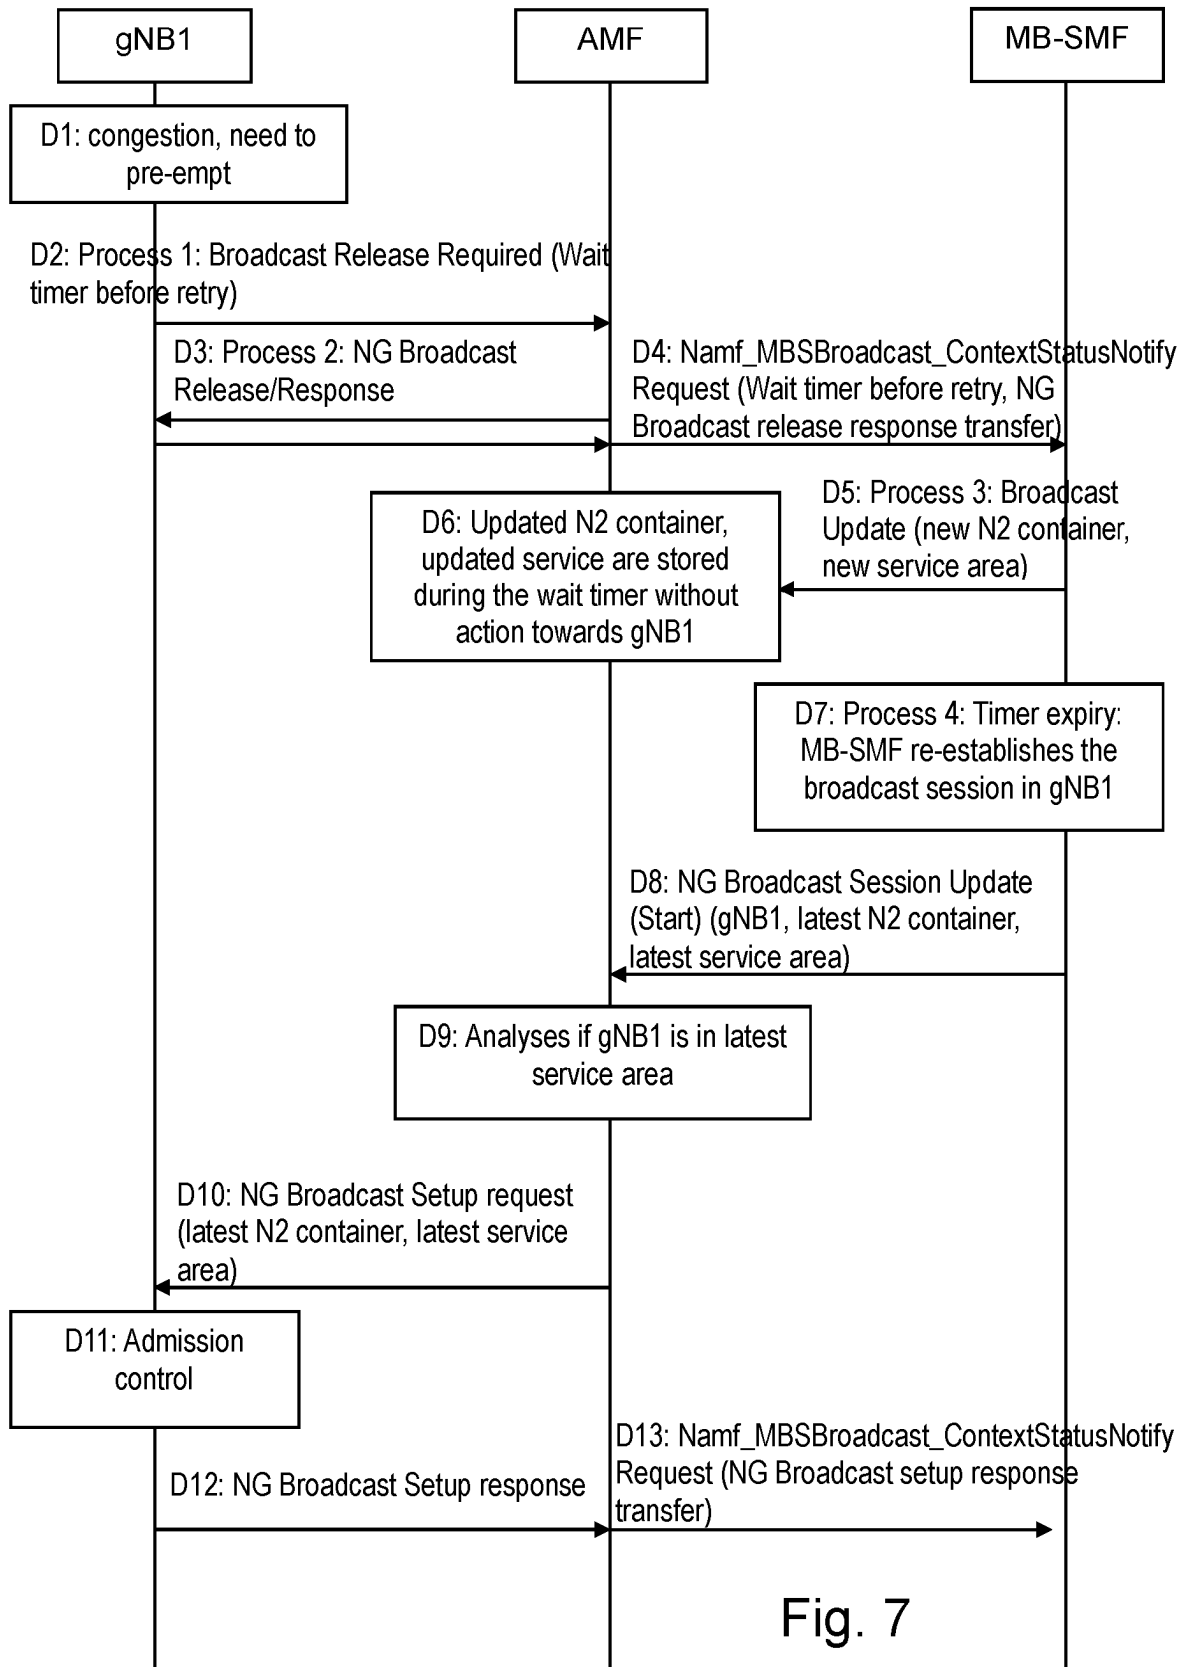 gNB1
AMF
MB-SMF
D1: congestion, need to
pre-empt
D2: Process 1: Broadcast Release Required (Wait
timer before retry)
D3: Process 2: NG Broadcast
Release/Response
D4: Namf_MBSBroadcast_ContextStatusNotify
Request (Wait timer before retry, NG
Broadcast release response transfer)
D5: Process 3: Broadcast
Update (new N2 container,
new service area)
D6: Updated N2 container,
updated service are stored
during the wait timer without
action towards gNB1
D7: Process 4: Timer expiry:
MB-SMF re-establishes the
broadcast session in gNB1
D8: NG Broadcast Session Update
(Start) (gNB1, latest N2 container,
latest service area)
D9: Analyses if gNB1 is in latest
service area
D10: NG Broadcast Setup request
(latest N2 container, latest service
area)
D11: Admission
control
D12: NG Broadcast Setup response
D13: Namf_MBSBroadcast_ContextStatusNotify
Request (NG Broadcast setup response
transfer)
Fig. 7